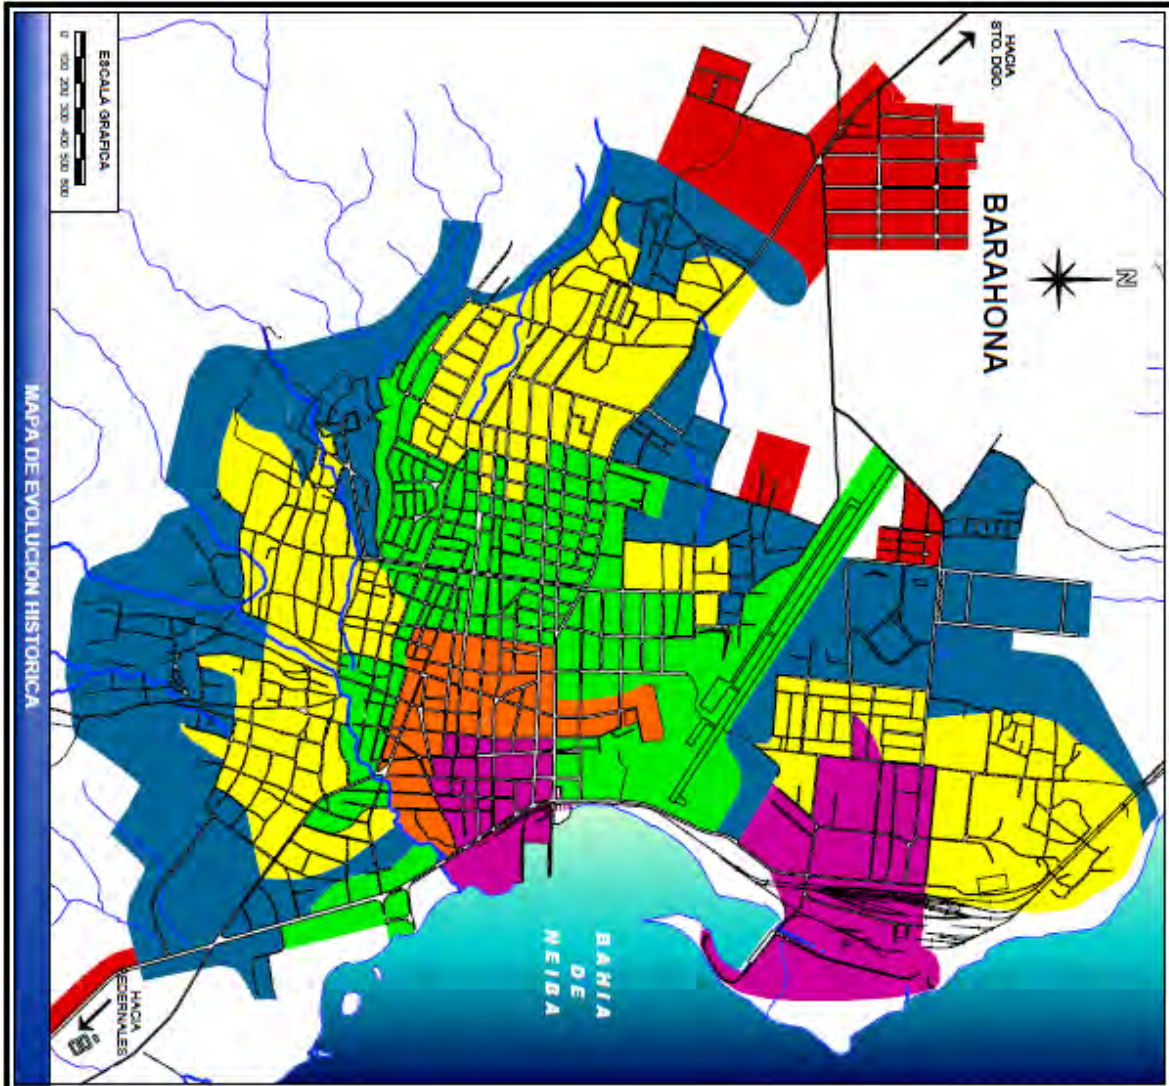 HACIA
STO. DGO.
BARAHONA
N
ESCALA GRAFICA
0 100 200 300 400 500 600
MAPA DE EVOLUCION HISTORICA
BAHIA
DE
NEIBA
HACIA
PEDERNALES